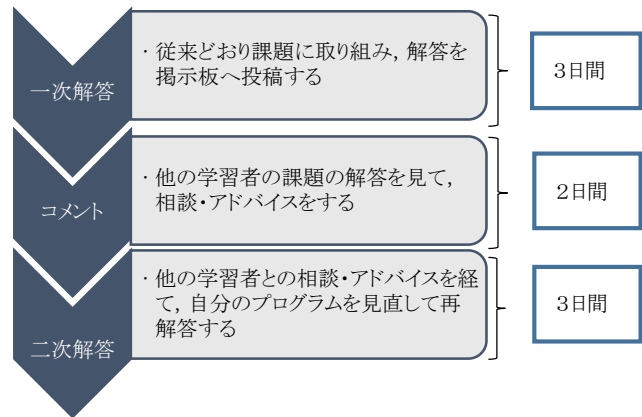 一次解答
・従来どおり課題に取り組み，解答を
掲示板へ投稿する
３日間
コメント
・他の学習者の課題の解答を見て，
相談・アドバイスをする
２日間
二次解答
・他の学習者との相談・アドバイスを経
て，自分のプログラムを見直して再
解答する
３日間